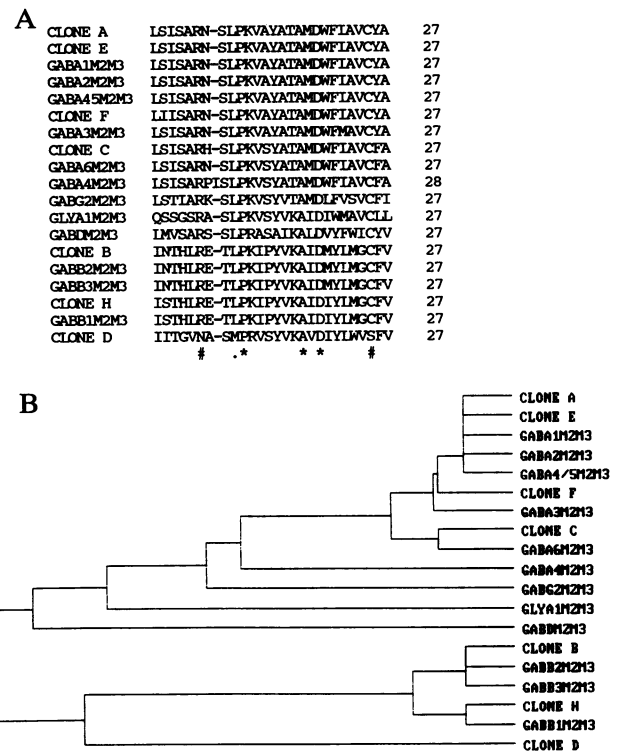 A
CLONE A LSISARN-SLPKVAYATAMDWFIAVCYA 27
CLONE E LSISARN-SLPKVAYATAMDWFIAVCYA 27
GABA1M2M3 LSISARN-SLPKVAYATAMDWFIAVCYA 27
GABA2M2M3 LSISARN-SLPKVAYATAMDWFIAVCYA 27
GABA45M2M3 LSISARN-SLPKVAYATAMDWFIAVCYA 27
CLONE F LIISARN-SLPKVAYATAMDWFIAVCYA 27
GABA3M2M3 LSISARN-SLPKVAYATAMDWFMAVCYA 27
CLONE C LSISARH-SLPKVSYATAMDWFIAVCFA 27
GABA6M2M3 LSISARN-SLPKVSYATAMDWFIAVCFA 27
GABA4M2M3 LSISARPISLPKVSYATAMDWFIAVCFA 28
GABG2M2M3 LSTIARK-SLPKVSYVTAMDLFVSVCFI 27
GLYA1M2M3 QSSGSRA-SLPKVSYVKAIDIWMAVCLL 27
GABDM2M3 LMVSARS-SLPRASAIKALDVYFWICYV 27
CLONE B INTHLRE-TLPKIPYVKAIDMYLMGCFV 27
GABB2M2M3 INTHLRE-TLPKIPYVKAIDMYLMGCFV 27
GABB3M2M3 INTHLRE-TLPKIPYVKAIDMYLMGCFV 27
CLONE H ISTHLRE-TLPKIPYVKAIDIYLMGCFV 27
GABB1M2M3 INTHLRE-TLPKIPYVKAIDIYLMGCFV 27
CLONE D IITGVNA-SMPRVSYVKAVDIYLWVSFV 27
# .* * * #
B
CLONE A
CLONE E
GABA1M2M3
GABA2M2M3
GABA4/5M2M3
CLONE F
GABA3M2M3
CLONE C
GABA6M2M3
GABA4M2M3
GABG2M2M3
GLYA1M2M3
GABDM2M3
CLONE B
GABB2M2M3
GABB3M2M3
CLONE H
GABB1M2M3
CLONE D